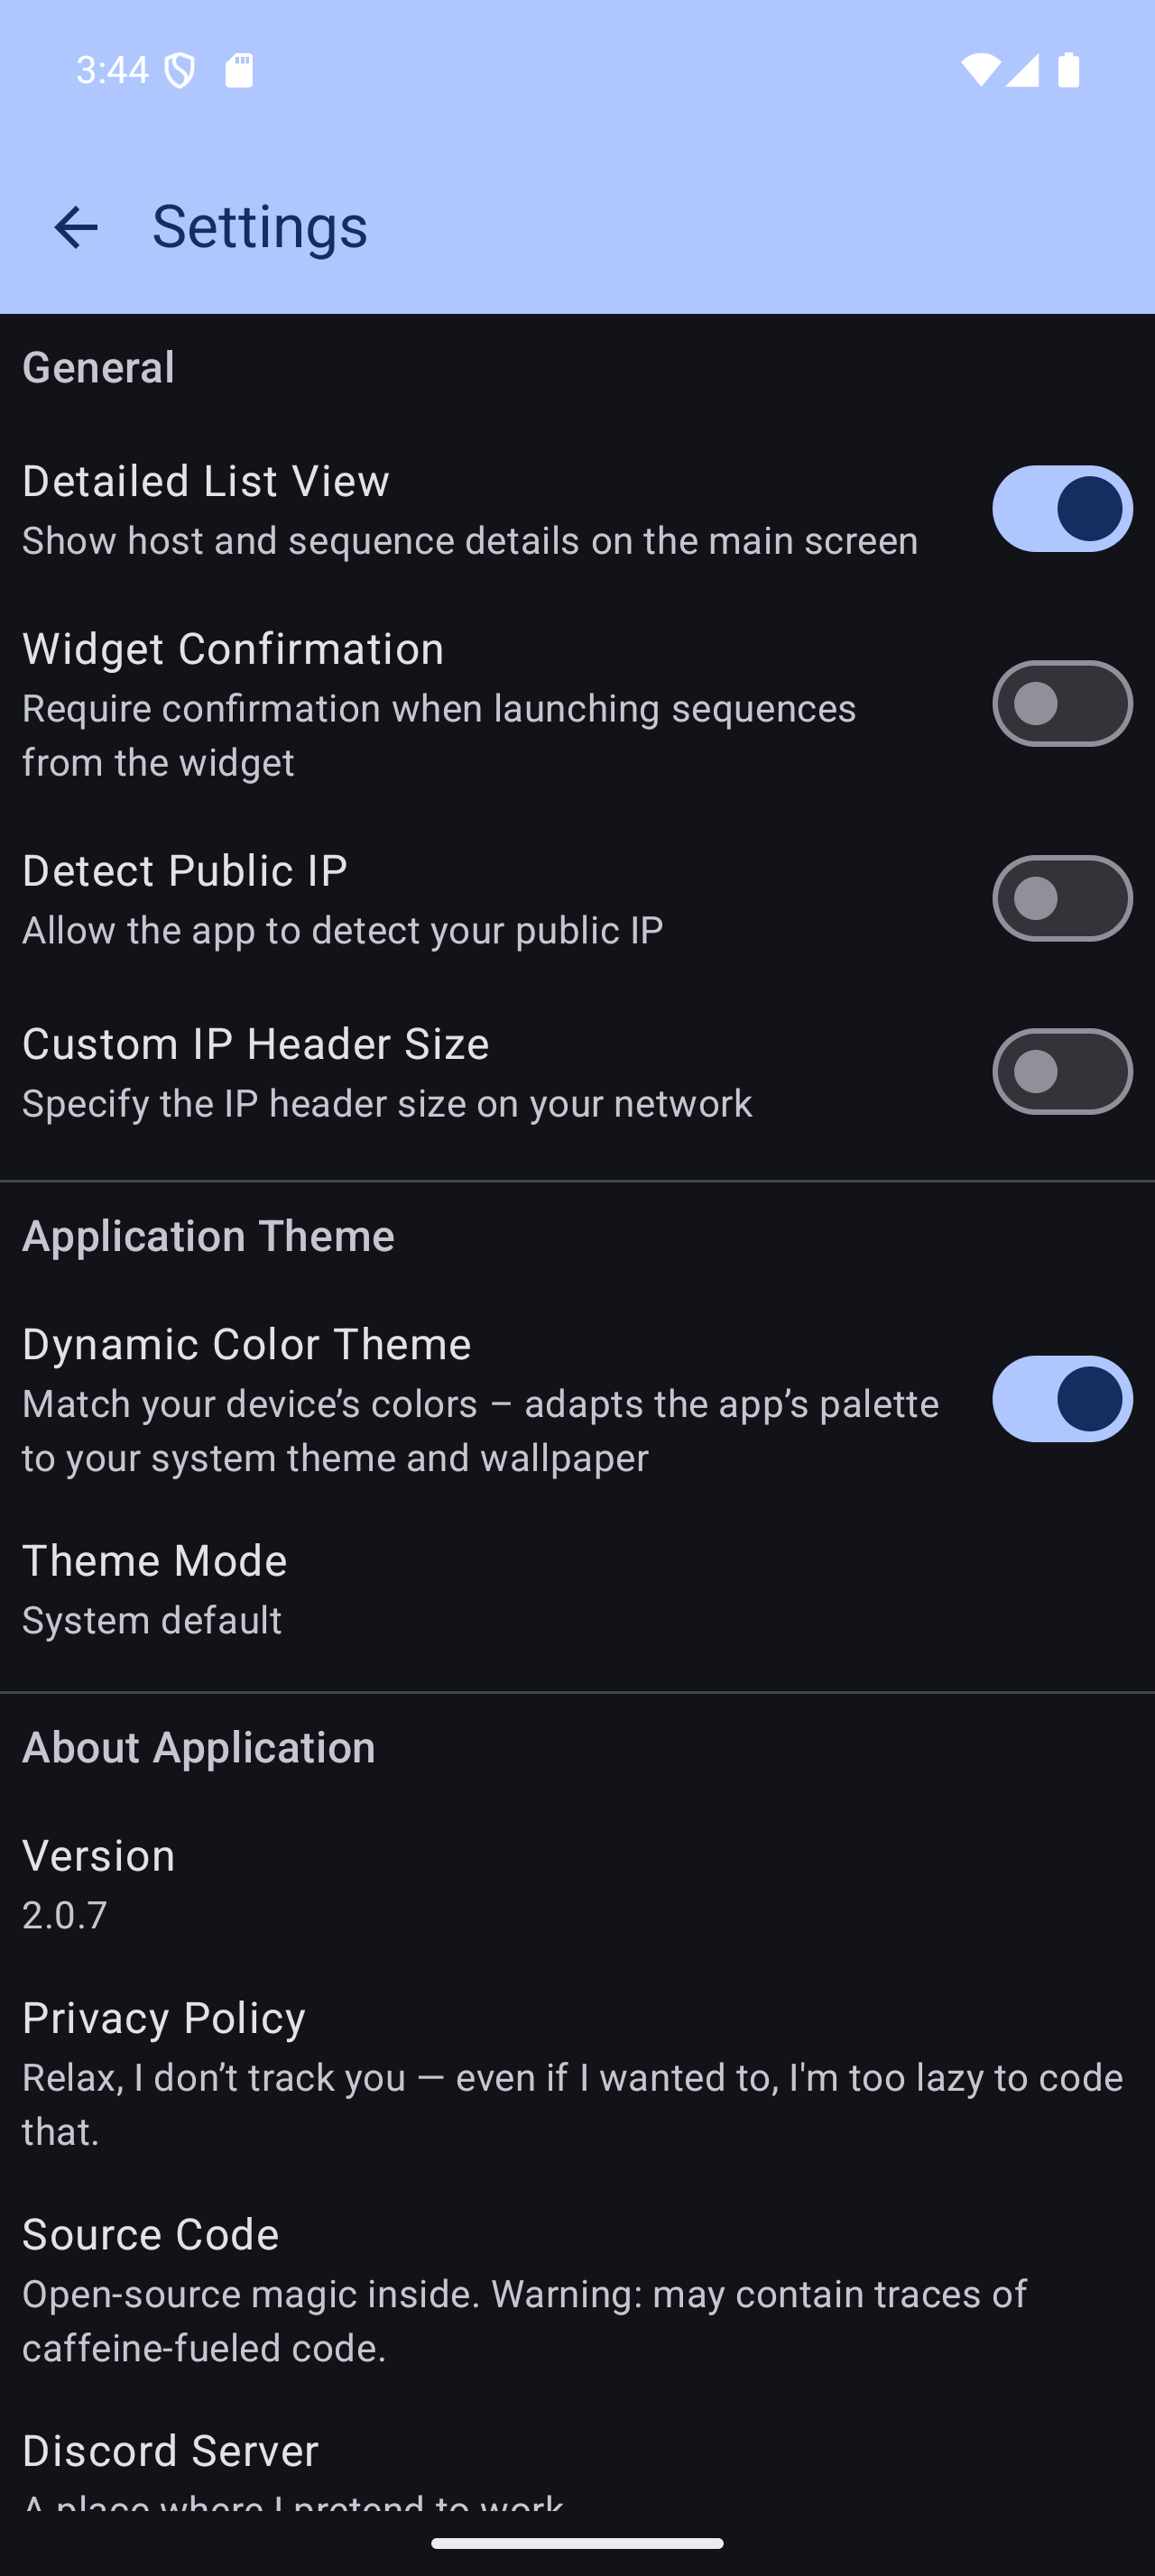 3:44
Settings
General
Detailed List View
Show host and sequence details on the main screen
Widget Confirmation
Require confirmation when launching sequences
from the widget
Detect Public IP
Allow the app to detect your public IP
Custom IP Header Size
Specify the IP header size on your network
Application Theme
Dynamic Color Theme
Match your device’s colors – adapts the app’s palette
to your system theme and wallpaper
Theme Mode
System default
About Application
Version
2.0.7
Privacy Policy
Relax, I don’t track you — even if I wanted to, I'm too lazy to code
that.
Source Code
Open-source magic inside. Warning: may contain traces of
caffeine-fueled code.
Discord Server
A place where I pretend to work